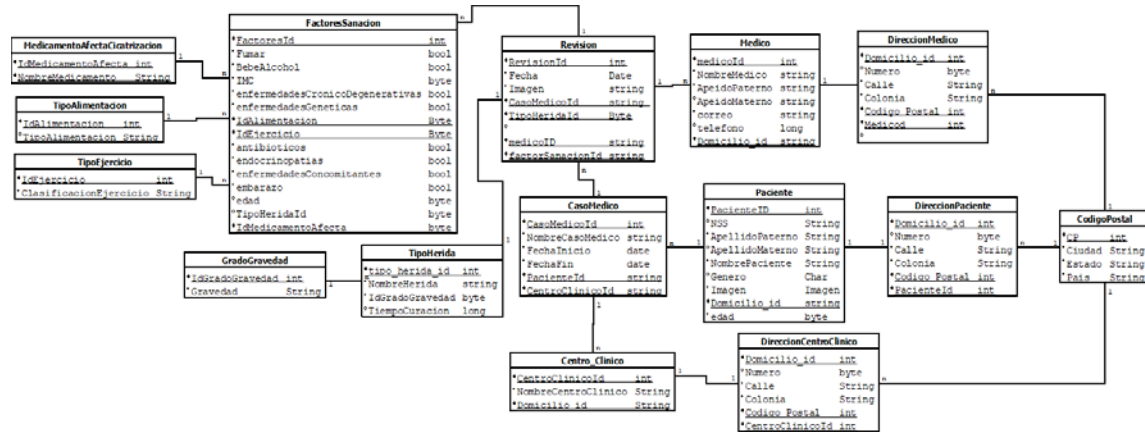 FactoresSanacion
FactoresId int
Fumar bool
BebeAlcohol bool
IMC byte
enfermedadesCronicoDegenerativas bool
enfermedadesGeneticas bool
IdAlimentacion Byte
IdEjercicio Byte
antibioticos bool
endocrinopatias bool
enfermedadesConcomitantes bool
embarazo bool
edad byte
TipoHeridaId byte
IdMedicamentoAfecta byte
MedicamentoAfectaCicatrizacion
IdMedicamentoAfecta int
NombreMedicamento String
TipoAlimentacion
IdAlimentacion int
TipoAlimentacion String
TipoEjercicio
IdEjercicio int
ClasificacionEjercicio String
GradoGravedad
IdGradoGravedad int
Gravedad String
TipoHerida
tipo_herida_id int
NombreHerida string
IdGradoGravedad byte
TiempoCuracion long
Revision
RevisionId int
Fecha Date
Imagen string
CasoMedicoId string
TipoHeridaId Byte
medicoID string
factorSanacionId string
Medico
medicoId int
NombreMedico string
ApeidoPaterno string
ApeidoMaterno string
correo string
telefono long
Domicilio_id string
DireccionMedico
Domicilio_id int
Numero byte
Calle String
Colonia String
Codigo_Postal int
Medicod int
CasoMedico
CasoMedicoId int
NombreCasoMedico string
FechaInicio date
FechaFin date
PacienteId String
CentroClinicoId string
Paciente
PacienteID int
NSS String
ApellidoPaterno String
ApellidoMaterno String
NombrePaciente String
Genero Char
Imagen Imagen
Domicilio_id string
edad byte
DireccionPaciente
Domicilio_id int
Numero byte
Calle String
Colonia String
Codigo_Postal int
PacienteId int
CodigoPostal
CP int
Ciudad String
Estado String
Pais String
Centro_Clinico
CentroClinicoId int
NombreCentroClinico String
Domicilio_id String
DireccionCentroClinico
Domicilio_id int
Numero byte
Calle String
Colonia String
Codigo_Postal int
CentroClinicoId int